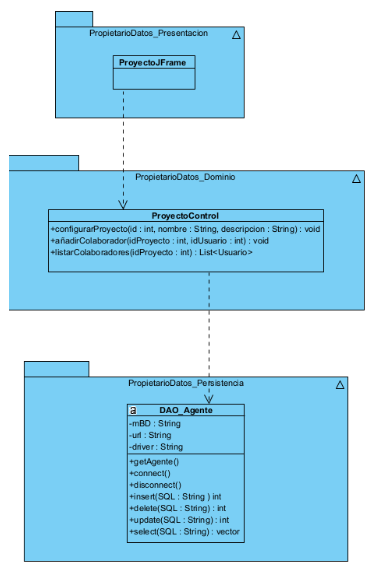 PropietarioDatos_Presentacion
ProyectoJFrame
PropietarioDatos_Dominio
ProyectoControl
+configurarProyecto(id : int, nombre : String, descripcion : String) : void
+añadirColaborador(idProyecto : int, idUsuario : int) : void
+listarColaboradores(idProyecto : int) : List<Usuario>
PropietarioDatos_Persistencia
a DAO_Agente
-mBD : String
-url : String
-driver : String
+getAgente()
+connect()
+disconnect()
+insert(SQL : String ) int
+delete(SQL : String) : int
+update(SQL : String) : int
+select(SQL : String) : vector